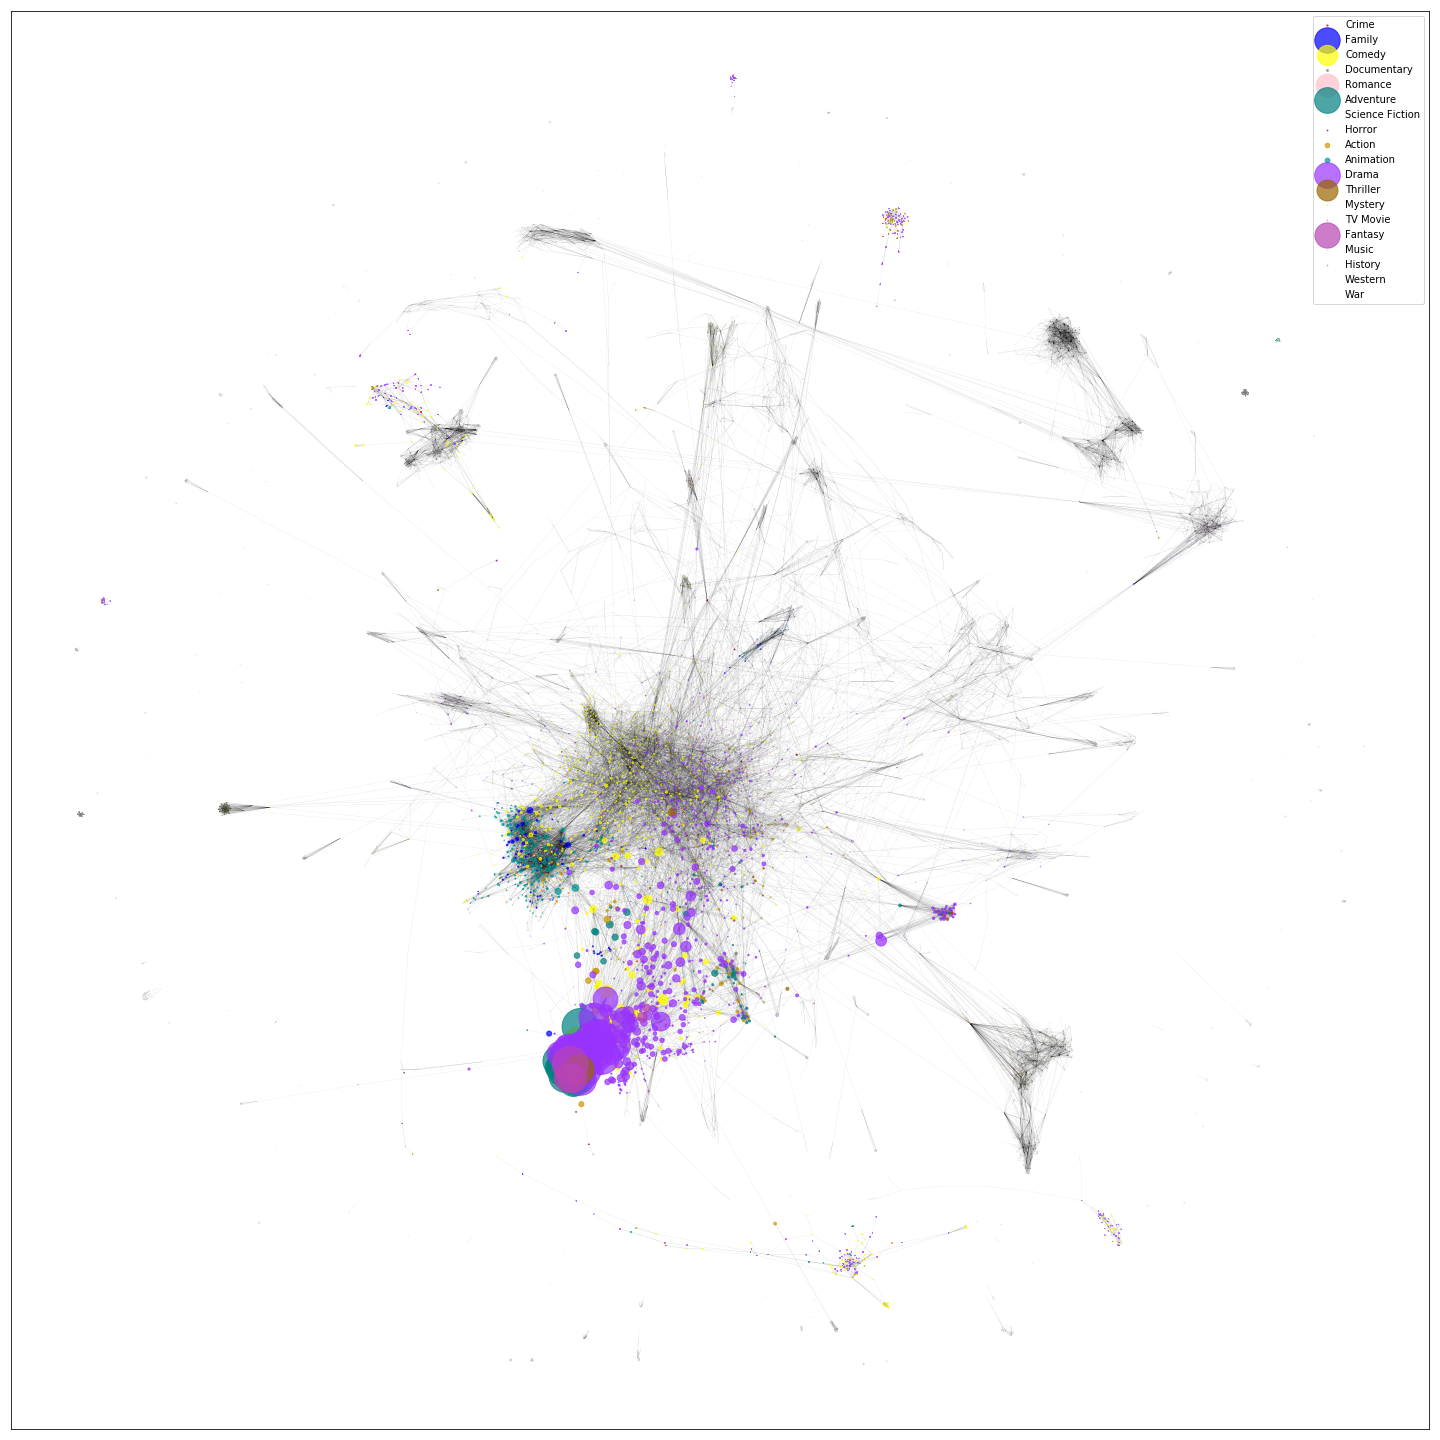 Crime
Family
Comedy
Documentary
Romance
Adventure
Science Fiction
Horror
Action
Animation
Drama
Thriller
Mystery
TV Movie
Fantasy
Music
History
Western
War